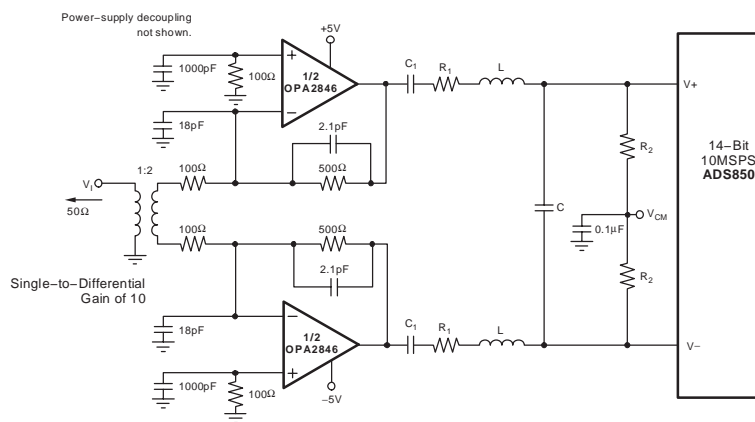 Power−supply decoupling
not shown.
+5V
1000pF
100Ω
1/2
OPA2846
C1
R1
L
18pF
2.1pF
V+
R2
1:2
100Ω
500Ω
14−Bit
10MSPS
ADS850
VI
50Ω
C
VCM
0.1μF
100Ω
500Ω
2.1pF
R2
Single−to−Differential
Gain of 10
18pF
1/2
OPA2846
C1
R1
L
V−
1000pF
100Ω
−5V